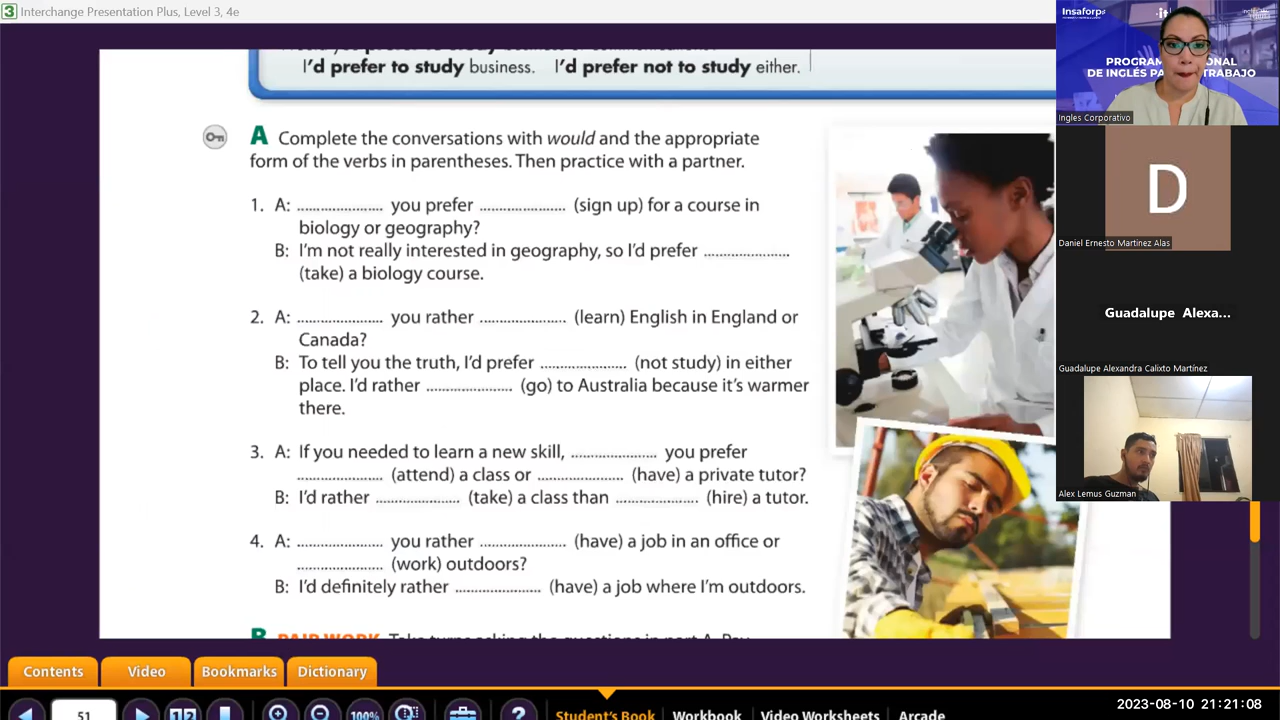 Interchange Presentation Plus, Level 3, 4e
I'd prefer to study business. I'd prefer not to study either.
A Complete the conversations with would and the appropriate
form of the verbs in parentheses. Then practice with a partner.
1. A: ........................ you prefer ........................ (sign up) for a course in
biology or geography?
B: I'm not really interested in geography, so I'd prefer ........................
(take) a biology course.
2. A: ........................ you rather ........................ (learn) English in England or
Canada?
B: To tell you the truth, I'd prefer ........................ (not study) in either
place. I'd rather ........................ (go) to Australia because it's warmer
there.
3. A: If you needed to learn a new skill, ........................ you prefer
........................ (attend) a class or ........................ (have) a private tutor?
B: I'd rather ........................ (take) a class than ........................ (hire) a tutor.
4. A: ........................ you rather ........................ (have) a job in an office or
........................ (work) outdoors?
B: I'd definitely rather ........................ (have) a job where I'm outdoors.
Insaforp
Ingles Corporativo
D
Daniel Ernesto Martinez Alas
Guadalupe Alexa...
Guadalupe Alexandra Calixto Martínez
Alex Lemus Guzman
Contents Video Bookmarks Dictionary
51 100% ? Student's Book Workbook Video Worksheets Arcade
2023-08-10 21:21:08